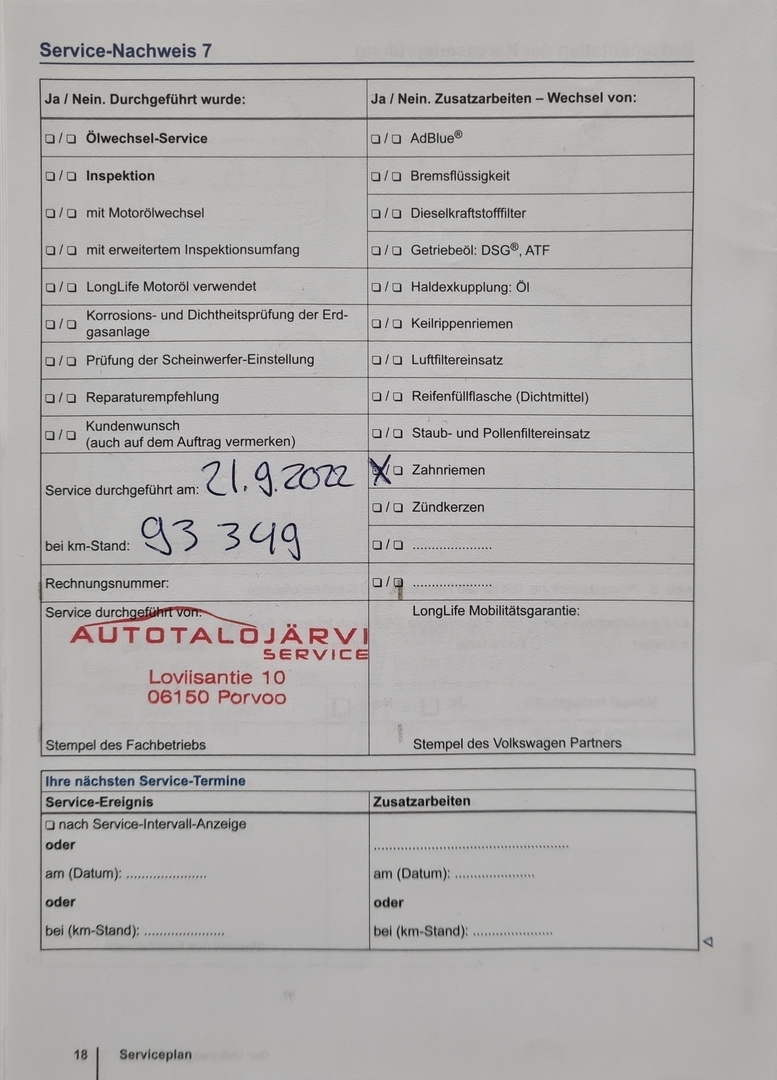 Service-Nachweis 7
Ja / Nein. Durchgeführt wurde:
❑ / ❑ Ölwechsel-Service
❑ / ❑ Inspektion
❑ / ❑ mit Motorölwechsel
❑ / ❑ mit erweitertem Inspektionsumfang
❑ / ❑ LongLife Motoröl verwendet
❑ / ❑ Korrosions- und Dichtheitsprüfung der Erd-
gasanlage
❑ / ❑ Prüfung der Scheinwerfer-Einstellung
❑ / ❑ Reparaturempfehlung
❑ / ❑ Kundenwunsch
(auch auf dem Auftrag vermerken)
Service durchgeführt am: 21.9.2022
bei km-Stand: 93 349
Rechnungsnummer:
Service durchgeführt von:
AUTOTALOJÄRVI
SERVICE
Loviisantie 10
06150 Porvoo
Stempel des Fachbetriebs
Ja / Nein. Zusatzarbeiten – Wechsel von:
❑ / ❑ AdBlue®
❑ / ❑ Bremsflüssigkeit
❑ / ❑ Dieselkraftstofffilter
❑ / ❑ Getriebeöl: DSG®, ATF
❑ / ❑ Haldexkupplung: Öl
❑ / ❑ Keilrippenriemen
❑ / ❑ Luftfiltereinsatz
❑ / ❑ Reifenfüllflasche (Dichtmittel)
❑ / ❑ Staub- und Pollenfiltereinsatz
X / ❑ Zahnriemen
❑ / ❑ Zündkerzen
❑ / ❑ ......................
❑ / ❑ ......................
LongLife Mobilitätsgarantie:
Stempel des Volkswagen Partners
Ihre nächsten Service-Termine
Service-Ereignis
❑ nach Service-Intervall-Anzeige
oder
am (Datum): ......................
oder
bei (km-Stand): ......................
Zusatzarbeiten
......................................................
am (Datum): ......................
oder
bei (km-Stand): ......................
18 Serviceplan